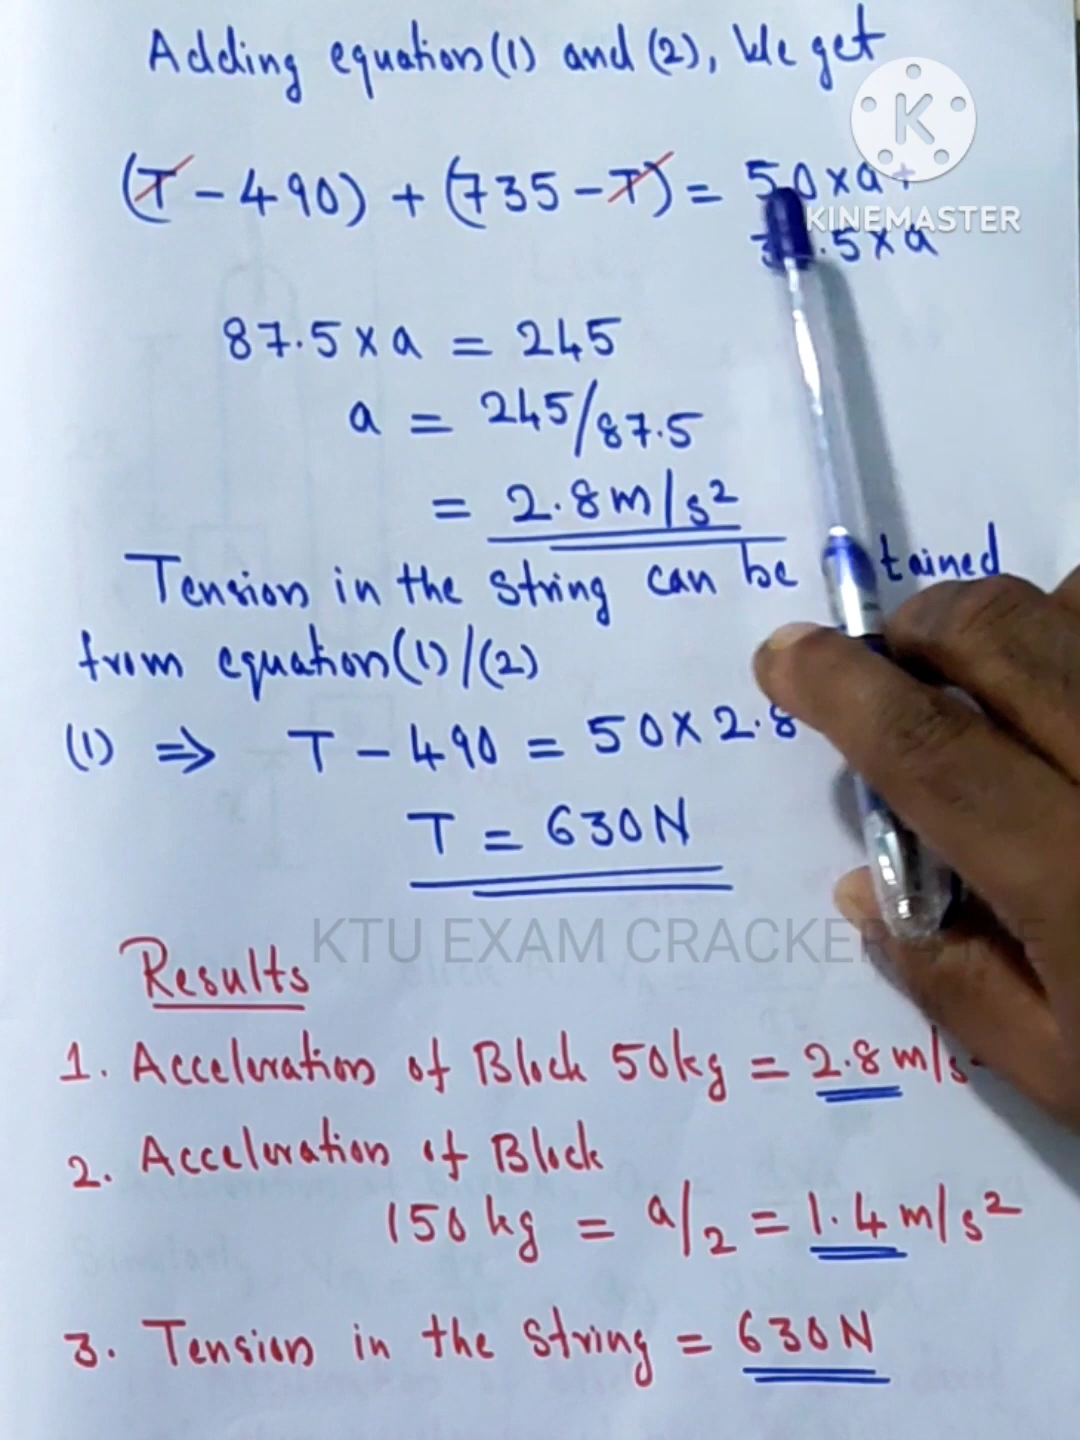 Adding equation(1) and (2), We get
K
(T - 490) + (735 - T) = 50 x a +
KINEMASTER
.5 x a
87.5 x a = 245
a = 245/87.5
= 2.8 m/s²
Tension in the string can be tained
from equation(1)/(2)
(1) ⇒ T - 490 = 50 x 2.8
T = 630 N
KTU EXAM CRACKER
Results
1. Acceleration of Block 50kg = 2.8 m/s
2. Acceleration of Block
150 kg = a/2 = 1.4 m/s²
3. Tension in the string = 630 N